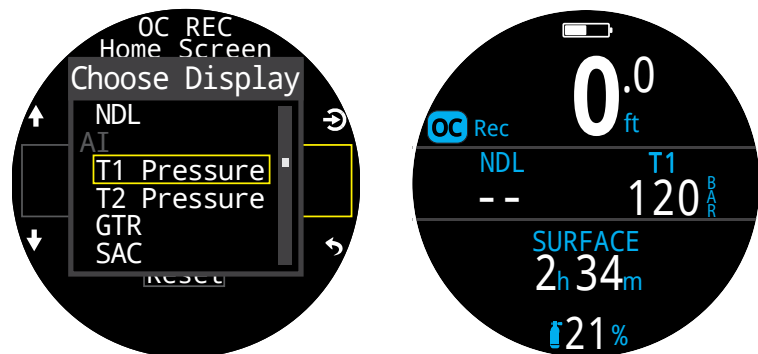 OC REC
Home Screen
Choose Display
NDL
AI
T1 Pressure
T2 Pressure
GTR
SAC
Reset
0.0
ft
OC Rec
NDL T1
-- 120 BAR
SURFACE
2h 34m
21%